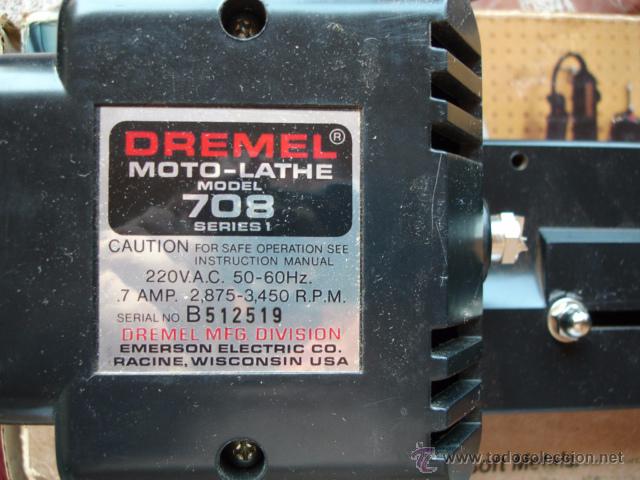 DREMEL®
MOTO-LATHE
MODEL
708
SERIES 1
CAUTION FOR SAFE OPERATION SEE
INSTRUCTION MANUAL
220V.A.C. 50-60Hz.
.7 AMP. 2,875-3,450 R.P.M.
SERIAL NO B512519
DREMEL MFG. DIVISION
EMERSON ELECTRIC CO.
RACINE, WISCONSIN USA
www.todocoleccion.net